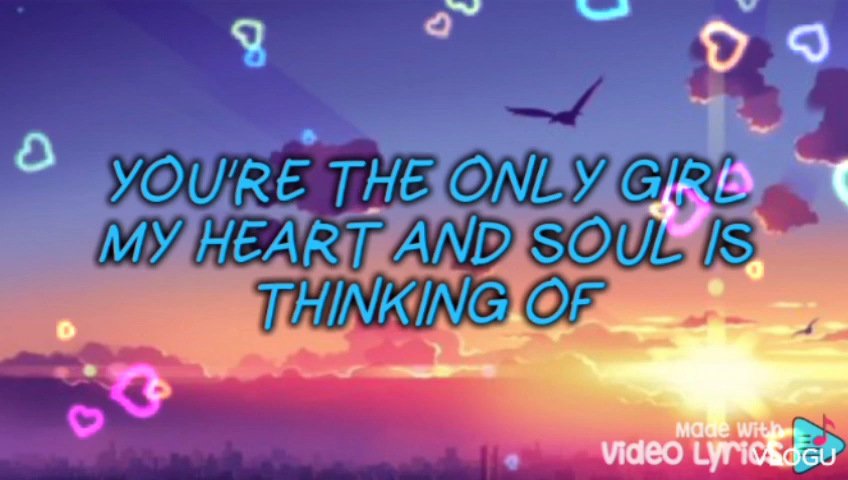 YOU'RE THE ONLY GIRL
MY HEART AND SOUL IS
THINKING OF
MADE WITH
VIDEO LYRICS